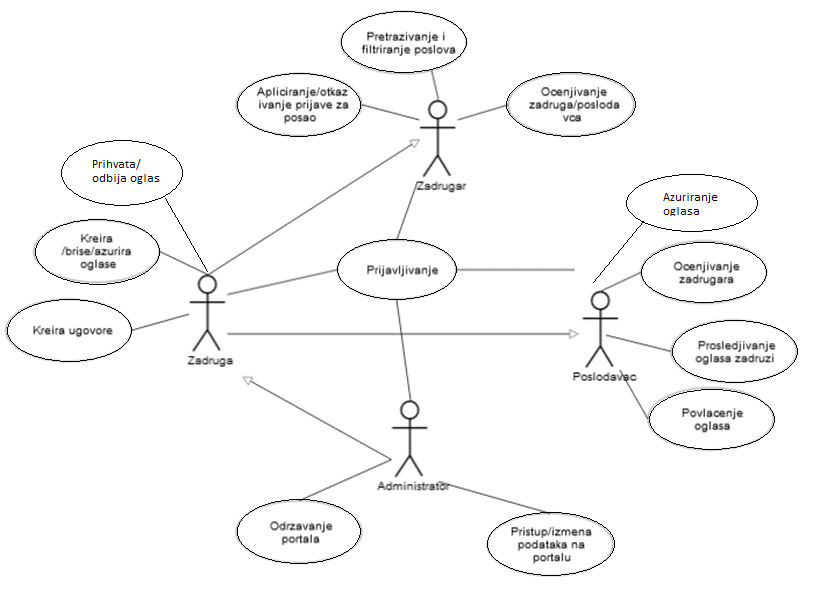 Pretrazivanje i
filtriranje poslova
Apliciranje/otkaz
ivanje prijave za
posao
Ocenjivanje
zadruga/posloda
vca
Zadrugar
Prihvata/
odbija oglas
Azuriranje
oglasa
Kreira
/brise/azurira
oglase
Prijavljivanje
Ocenjivanje
zadrugara
Kreira ugovore
Zadruga
Prosledjivanje
oglasa zadruzi
Poslodavac
Povlacenje
oglasa
Administrator
Odrzavanje
portala
Pristup/izmena
podataka na
portalu